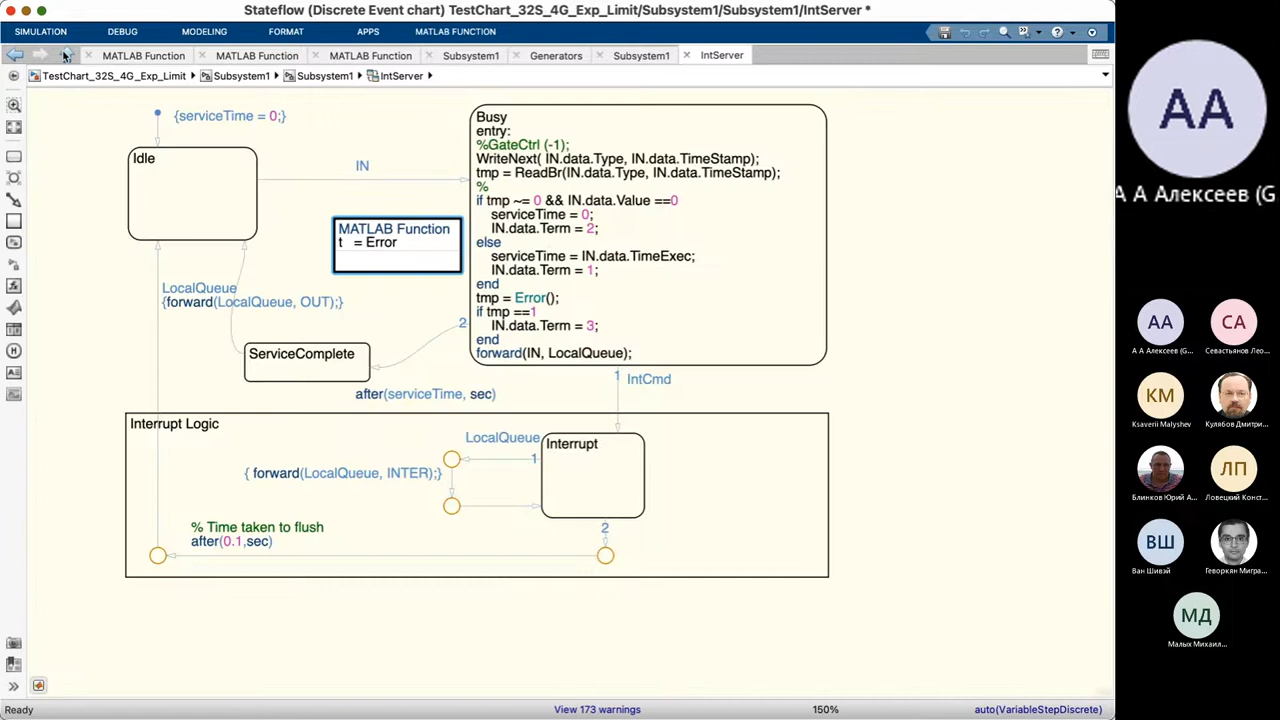 Stateflow (Discrete Event chart) TestChart_32S_4G_Exp_Limit/Subsystem1/Subsystem1/IntServer *
SIMULATION DEBUG MODELING FORMAT APPS MATLAB FUNCTION
MATLAB Function MATLAB Function MATLAB Function Subsystem1 Generators Subsystem1 IntServer
TestChart_32S_4G_Exp_Limit Subsystem1 Subsystem1 IntServer
{serviceTime = 0;}
Idle
IN
Busy
entry:
%GateCtrl (-1);
WriteNext( IN.data.Type, IN.data.TimeStamp);
tmp = ReadBr(IN.data.Type, IN.data.TimeStamp);
%
if tmp ~= 0 && IN.data.Value ==0
serviceTime = 0;
IN.data.Term = 2;
else
serviceTime = IN.data.TimeExec;
IN.data.Term = 1;
end
tmp = Error();
if tmp ==1
IN.data.Term = 3;
end
forward(IN, LocalQueue);
MATLAB Function
t = Error
LocalQueue
{forward(LocalQueue, OUT);}
2
ServiceComplete
after(serviceTime, sec)
1 IntCmd
Interrupt Logic
LocalQueue
1
Interrupt
{ forward(LocalQueue, INTER);}
2
% Time taken to flush
after(0.1,sec)
Ready View 173 warnings 150% auto(VariableStepDiscrete)
AA
А А Алексеев (G
AA
А А Алексеев (G...
CA
Севастьянов Лео...
KM
Ksaverii Malyshev
Кулябов Дмитри...
Блинков Юрий А...
ЛП
Ловецкий Конст...
ВШ
Ван Шивэй
Геворкян Мигра...
МД
Малых Михаил...